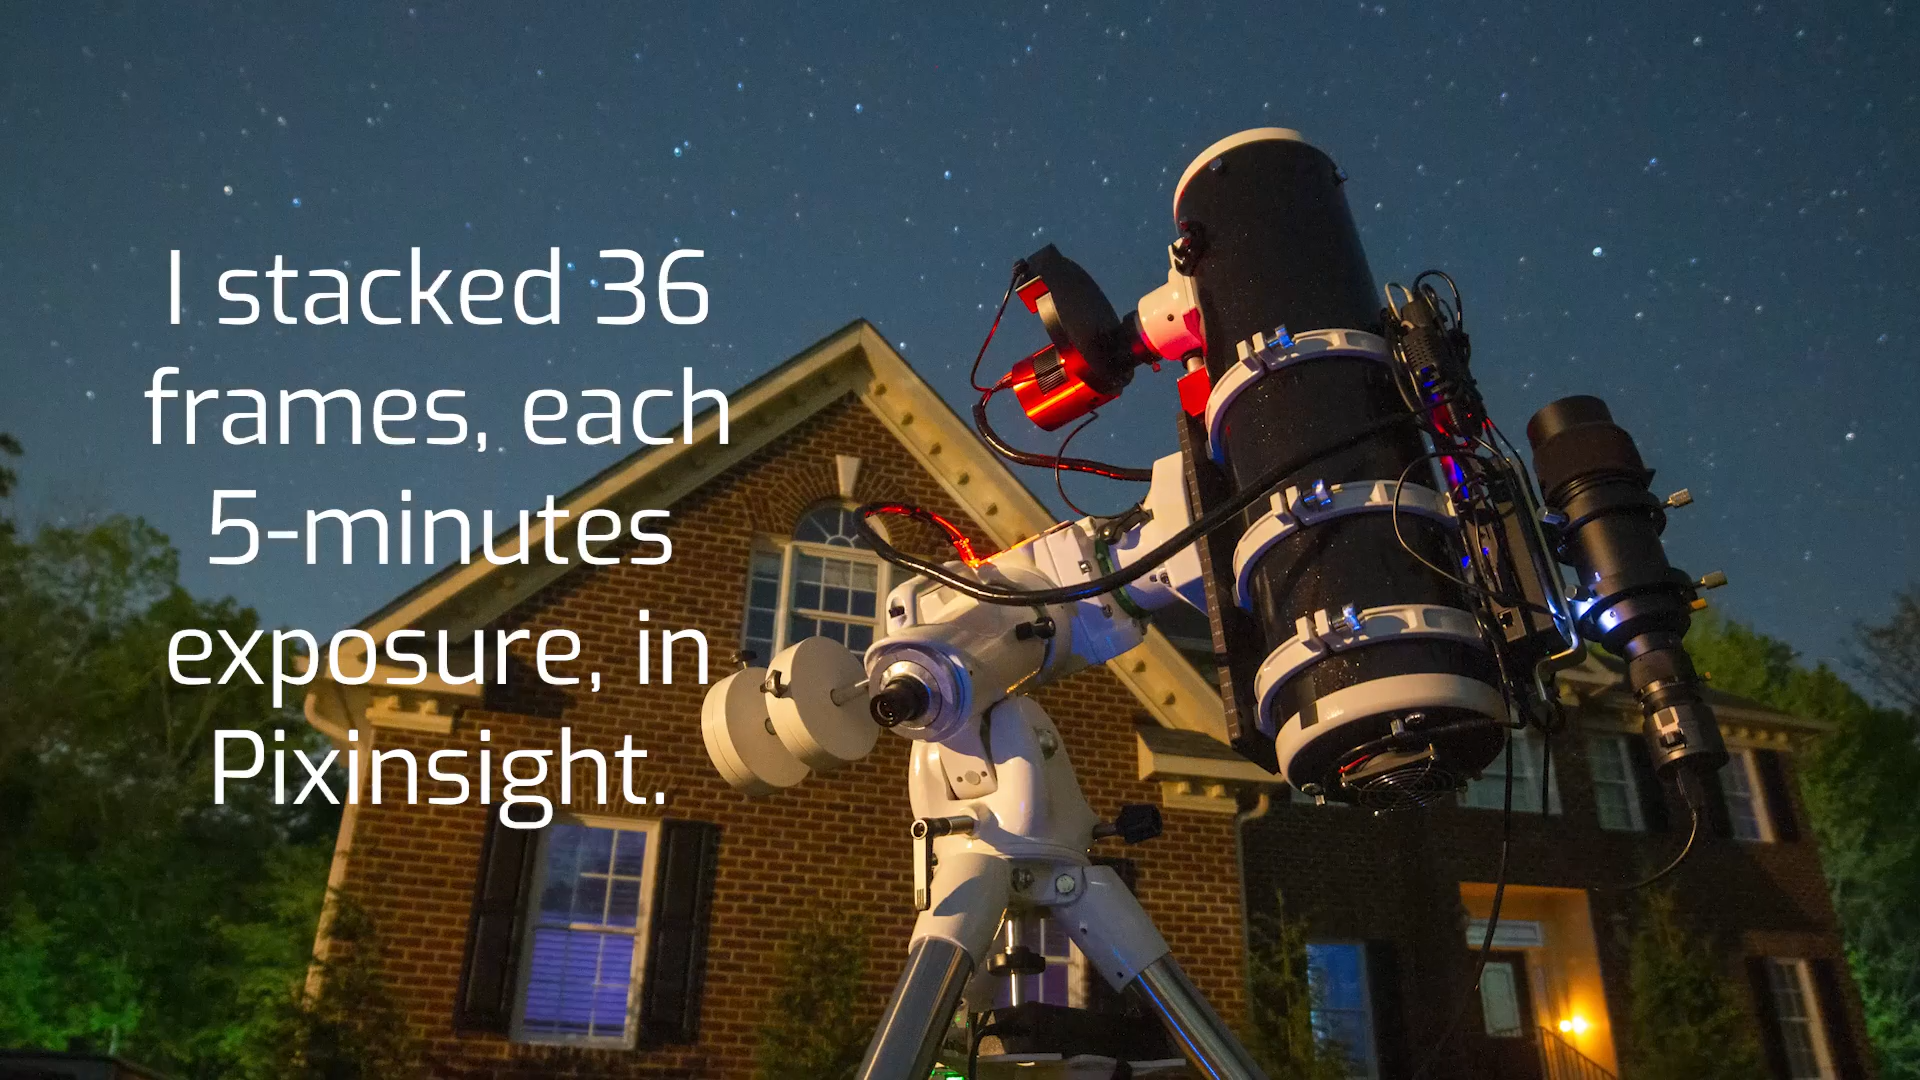 I stacked 36
frames, each
5-minutes
exposure, in
Pixinsight.